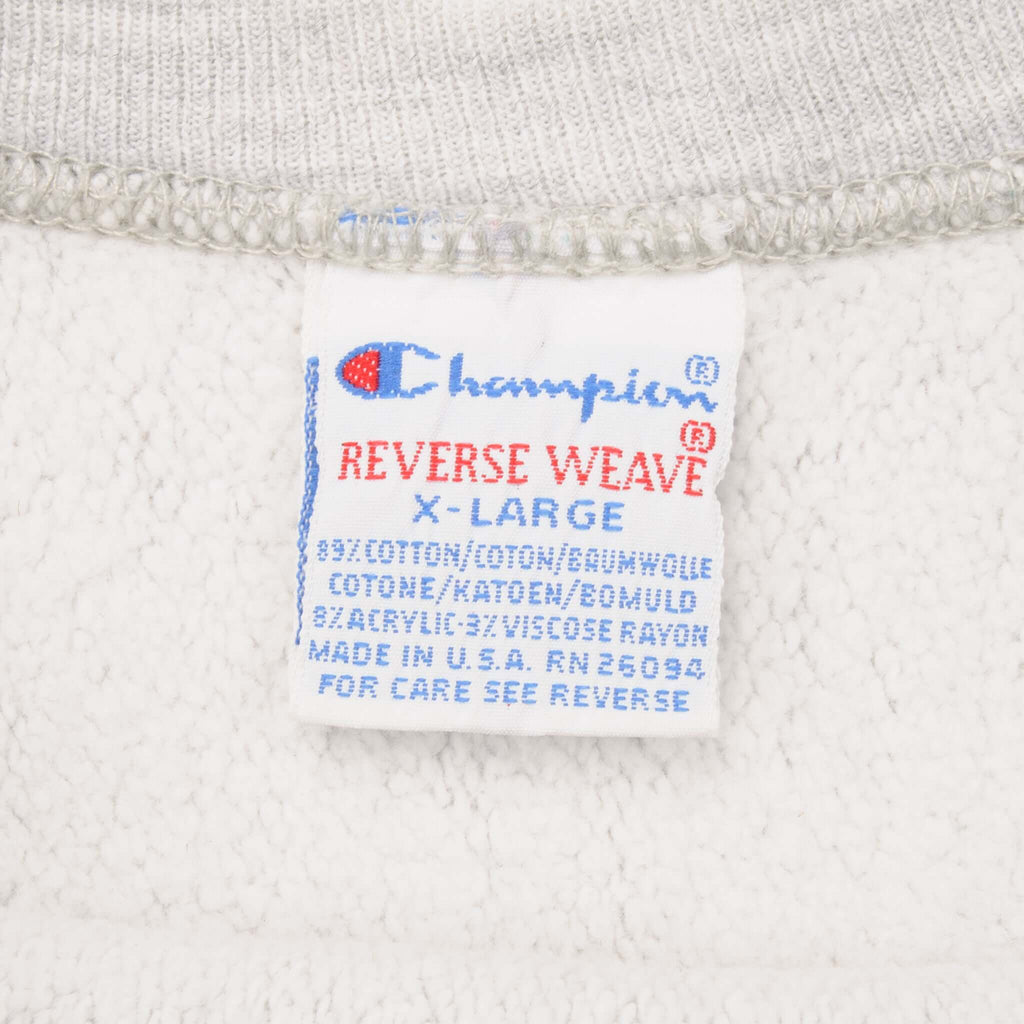 Champion®
REVERSE WEAVE®
X-LARGE
89% COTTON/COTON/BAUMWOLLE
COTONE/KATOEN/BOMULD
8% ACRYLIC-3% VISCOSE RAYON
MADE IN U.S.A. RN 26094
FOR CARE SEE REVERSE